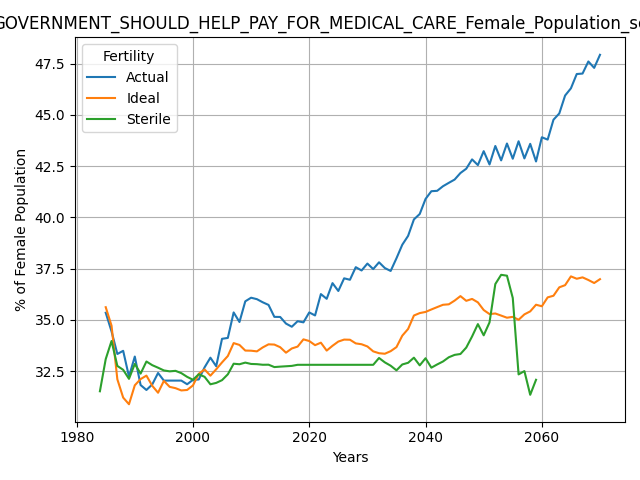 GOVERNMENT_SHOULD_HELP_PAY_FOR_MEDICAL_CARE_Female_Population_s
Fertility
Actual
Ideal
Sterile
47.5
45.0
42.5
40.0
37.5
35.0
32.5
% of Female Population
1980 2000 2020 2040 2060
Years